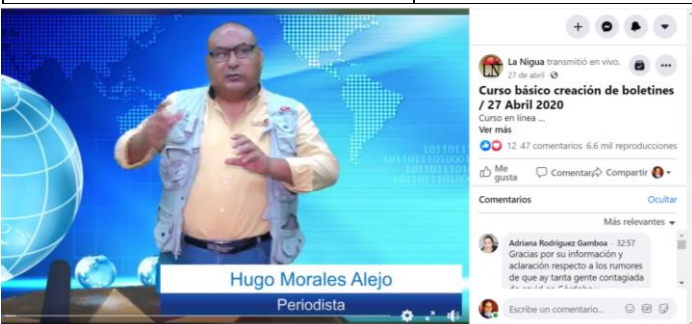 Hugo Morales Alejo
Periodista
La Nigua transmitió en vivo.
27 de abril
Curso básico creación de boletines
/ 27 Abril 2020
Curso en línea ...
Ver más
12 47 comentarios 6.6 mil reproducciones
Me gusta
Comentar
Compartir
Comentarios
Ocultar
Más relevantes
Adriana Rodriguez Gamboa · 32:57
Gracias por su información y
aclaración respecto a los rumores
de que ay tanta gente contagiada
Escribe un comentario...